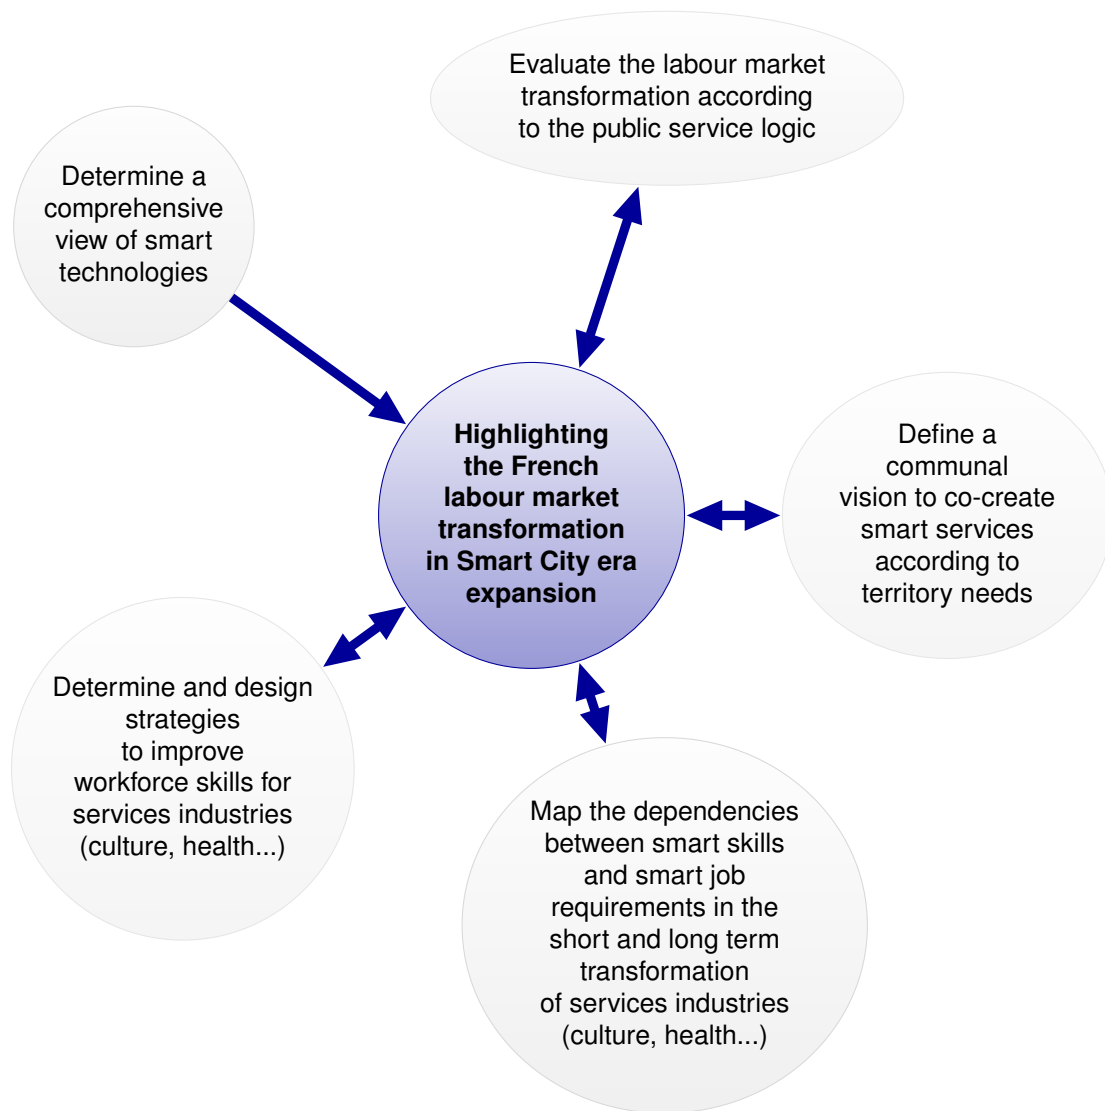 Evaluate the labour market
transformation according
to the public service logic
Determine a
comprehensive
view of smart
technologies
Highlighting
the French
labour market
transformation
in Smart City era
expansion
Define a
communal
vision to co-create
smart services
according to
territory needs
Determine and design
strategies
to improve
workforce skills for
services industries
(culture, health...)
Map the dependencies
between smart skills
and smart job
requirements in the
short and long term
transformation
of services industries
(culture, health...)